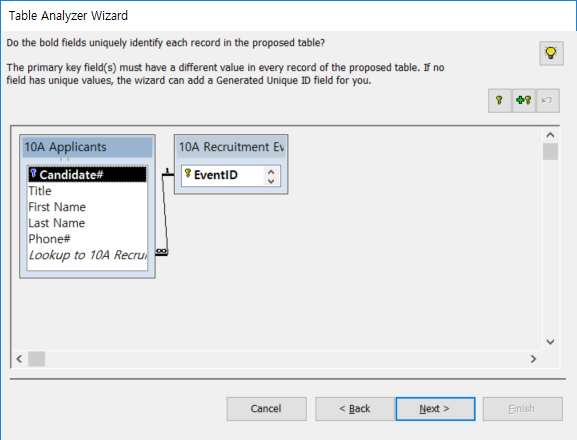 Table Analyzer Wizard
Do the bold fields uniquely identify each record in the proposed table?
The primary key field(s) must have a different value in every record of the proposed table. If no
field has unique values, the wizard can add a Generated Unique ID field for you.
10A Applicants
Candidate#
Title
First Name
Last Name
Phone#
Lookup to 10A Recrui
10A Recruitment Ev
EventID
1
∞
Cancel
< Back
Next >
Finish